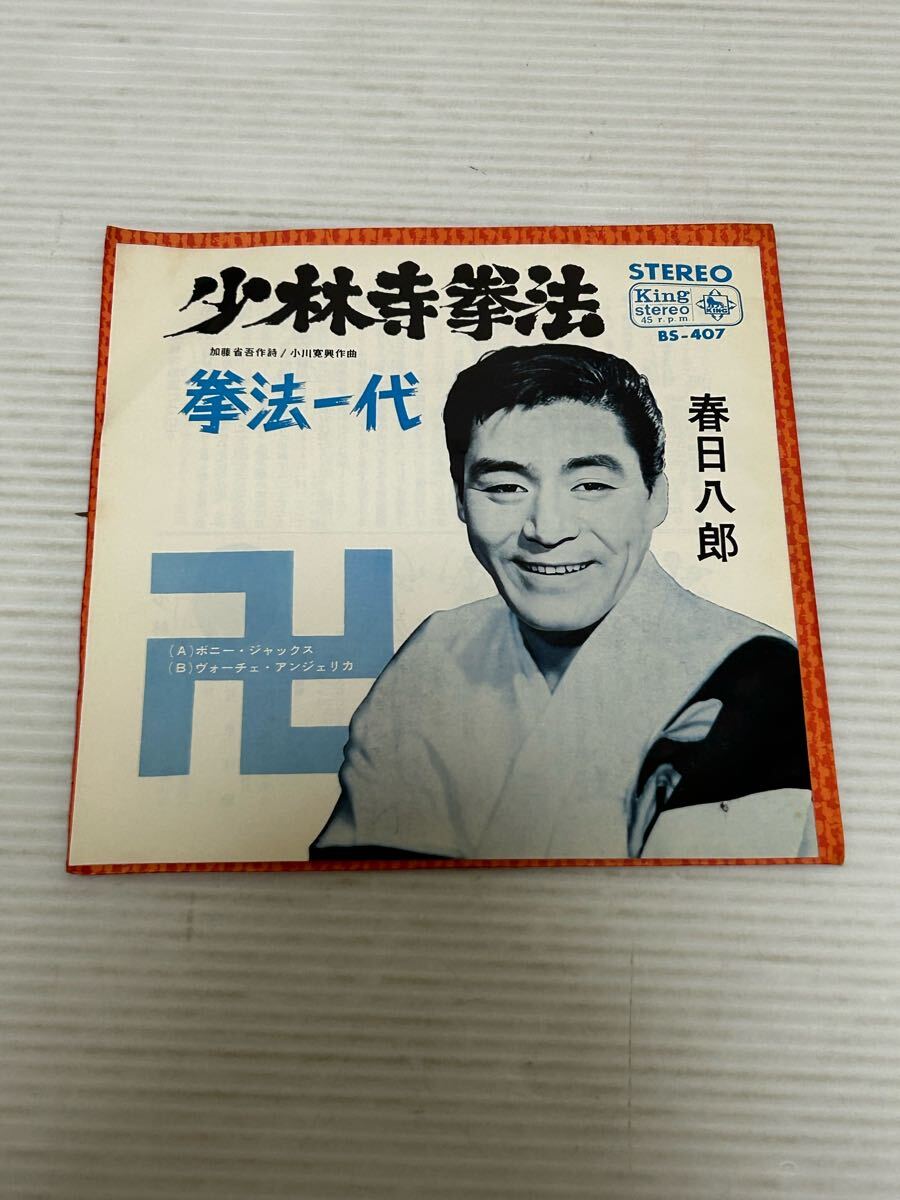 少林寺拳法
加藤省吾作詩/小川寛興作曲
拳法一代
STEREO
King
stereo
45 r.p.m.
KING
BS-407
春日八郎
(A)ボニー・ジャックス
(B)ヴォーチェ・アンジェリカ